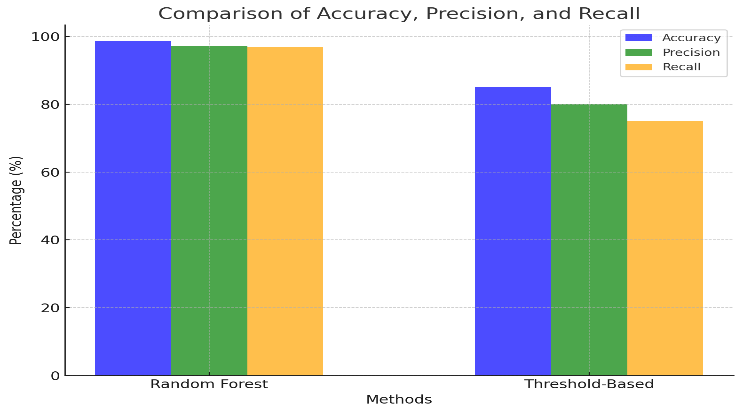 Comparison of Accuracy, Precision, and Recall
Accuracy
Precision
Recall
100
80
60
40
20
0
Percentage (%)
Random Forest
Threshold-Based
Methods